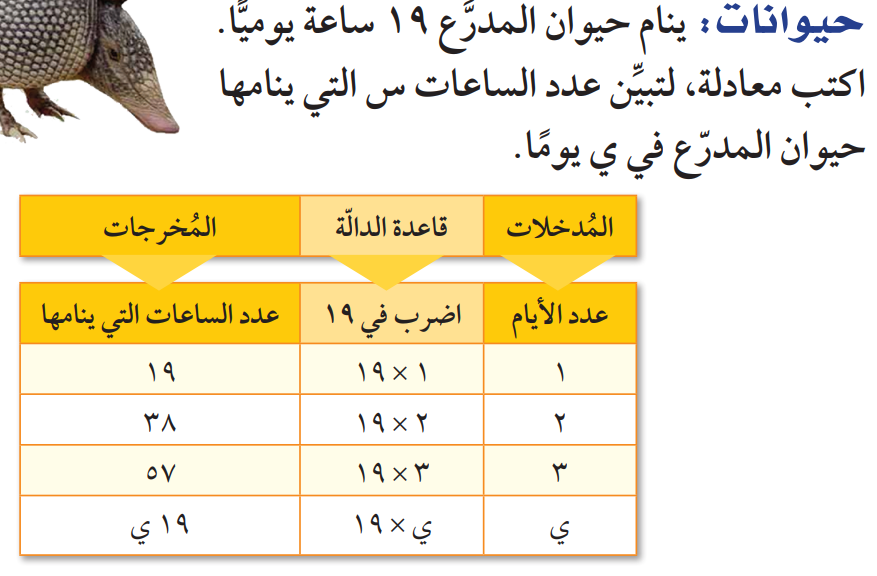 حيوانات: ينام حيوان المدرَّع ١٩ ساعة يوميًّا.
اكتب معادلة، لتبيِّن عدد الساعات س التي ينامها
حيوان المدرّع في ي يومًا.
المُدخلات قاعدة الدالّة المُخرجات
عدد الأيام اضرب في ١٩ عدد الساعات التي ينامها
١ ١ × ١٩ ١٩
٢ ٢ × ١٩ ٣٨
٣ ٣ × ١٩ ٥٧
ي ي × ١٩ ١٩ ي